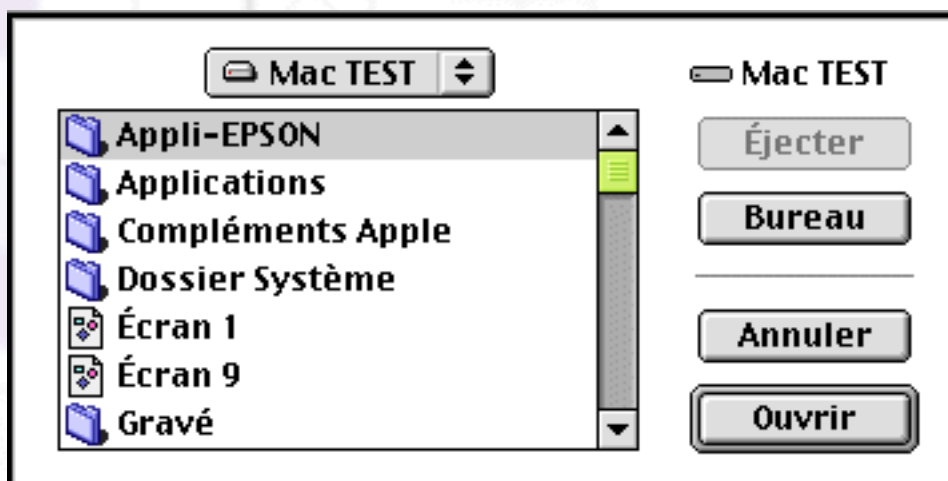 Mac TEST
Appli-EPSON
Applications
Compléments Apple
Dossier Système
Écran 1
Écran 9
Gravé
Mac TEST
Éjecter
Bureau
Annuler
Ouvrir